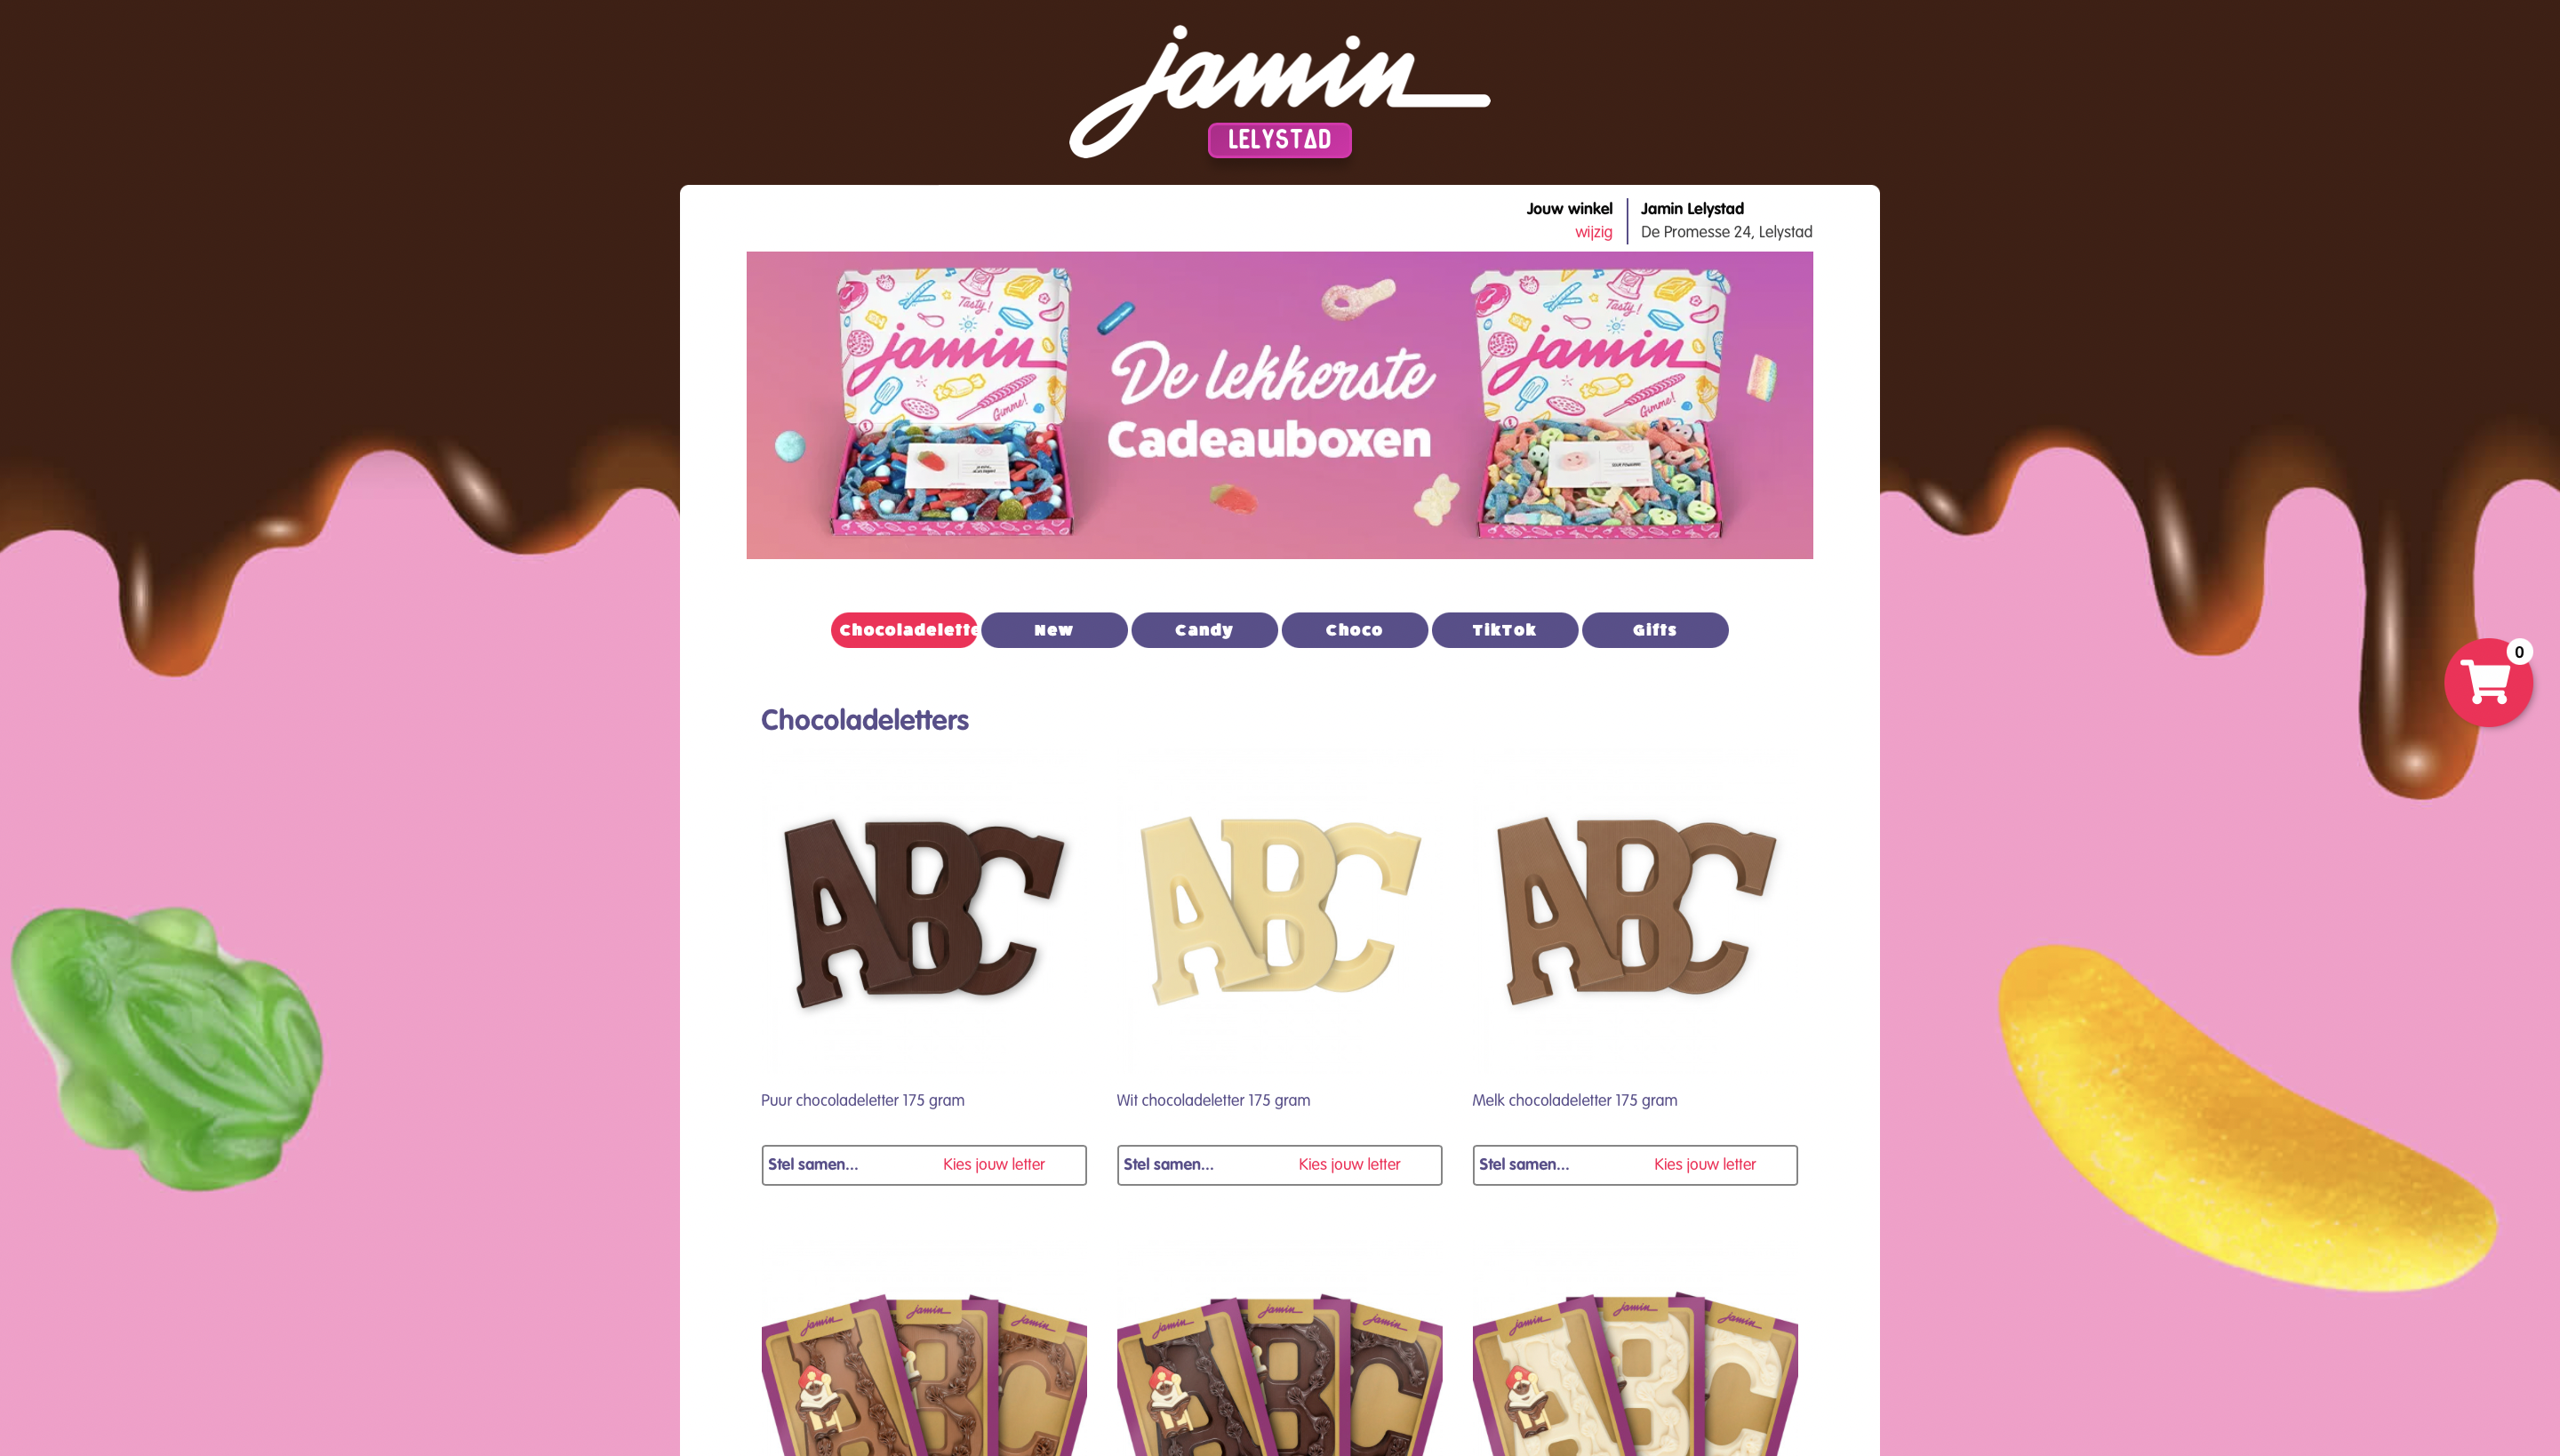 jamin
LELYSTAD
Jouw winkel
wijzig
Jamin Lelystad
De Promesse 24, Lelystad
Tasty!
jamin
Gimme!
De lekkerste
Cadeauboxen
Tasty!
jamin
Gimme!
Chocoladelette
New
Candy
Choco
TikTok
Gifts
0
Chocoladeletters
ABC
ABC
ABC
Puur chocoladeletter 175 gram
Wit chocoladeletter 175 gram
Melk chocoladeletter 175 gram
Stel samen...
Kies jouw letter
Stel samen...
Kies jouw letter
Stel samen...
Kies jouw letter
jamin
jamin
jamin
jamin
jamin
jamin
jamin
jamin
jamin